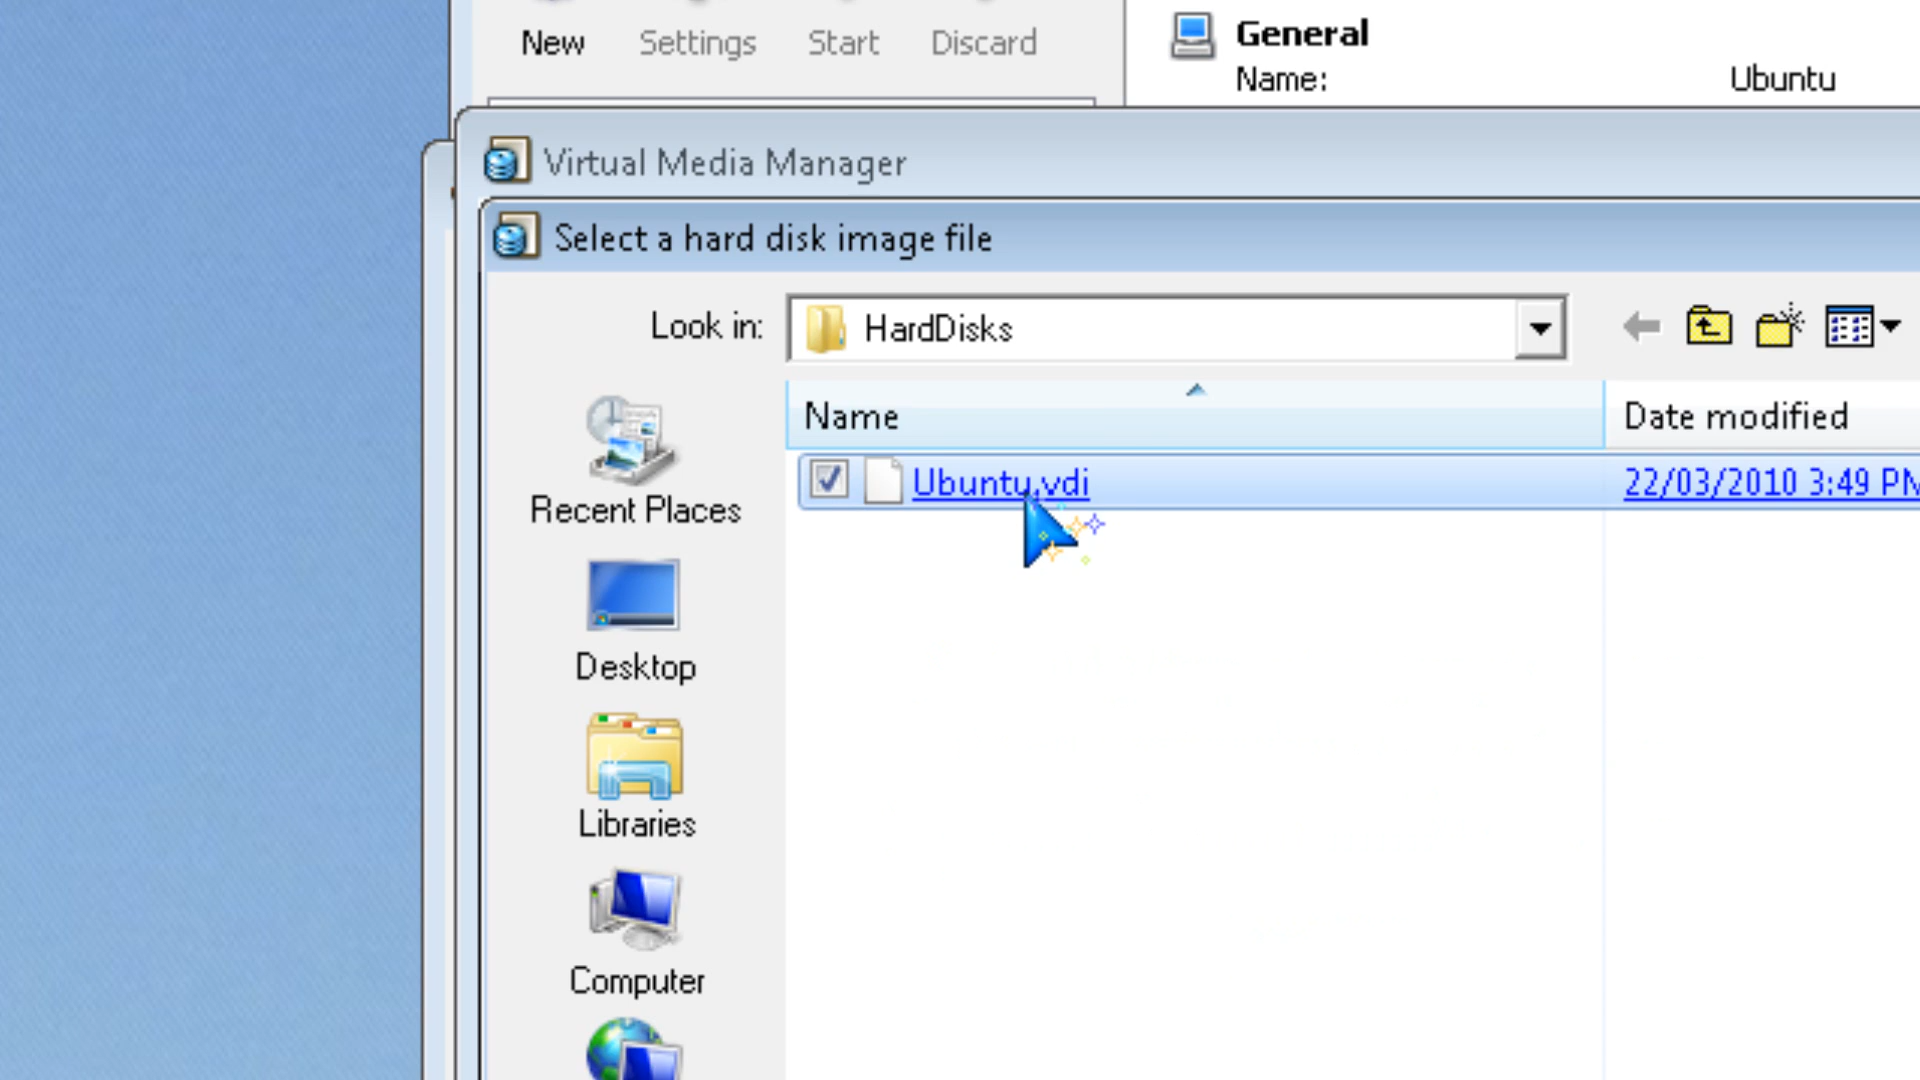 New Settings Start Discard
General
Name: Ubuntu
Virtual Media Manager
Select a hard disk image file
Look in: HardDisks
Name Date modified
Ubuntu.vdi 22/03/2010 3:49 PM
Recent Places
Desktop
Libraries
Computer